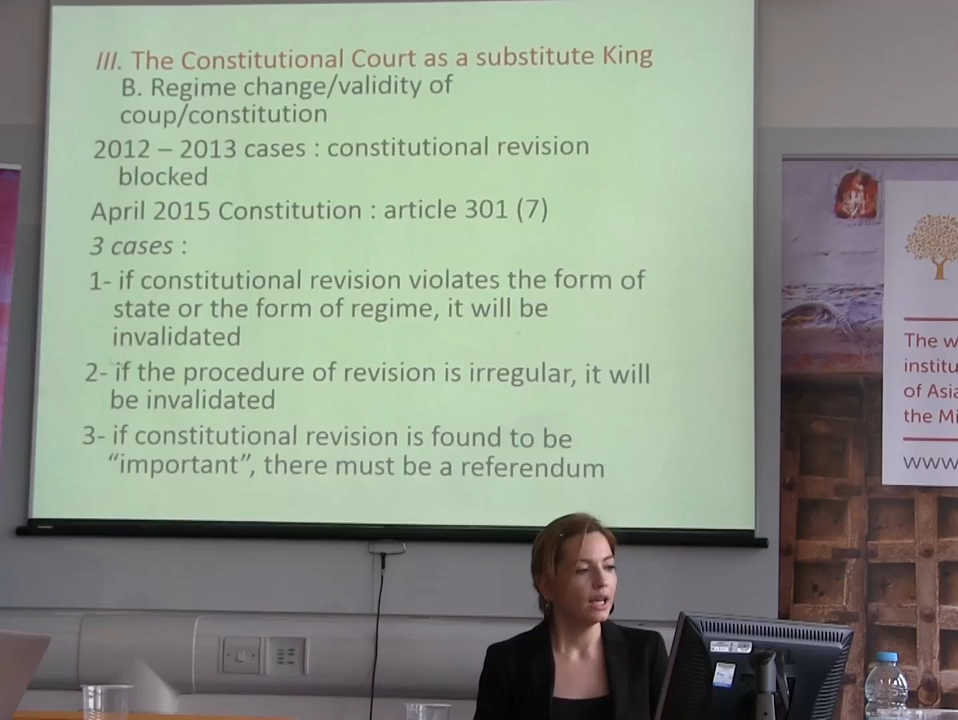 III. The Constitutional Court as a substitute King
B. Regime change/validity of
coup/constitution
2012 – 2013 cases : constitutional revision
blocked
April 2015 Constitution : article 301 (7)
3 cases :
1- if constitutional revision violates the form of
state or the form of regime, it will be
invalidated
2- if the procedure of revision is irregular, it will
be invalidated
3- if constitutional revision is found to be
“important”, there must be a referendum
The w
institu
of Asia
the Mi
www